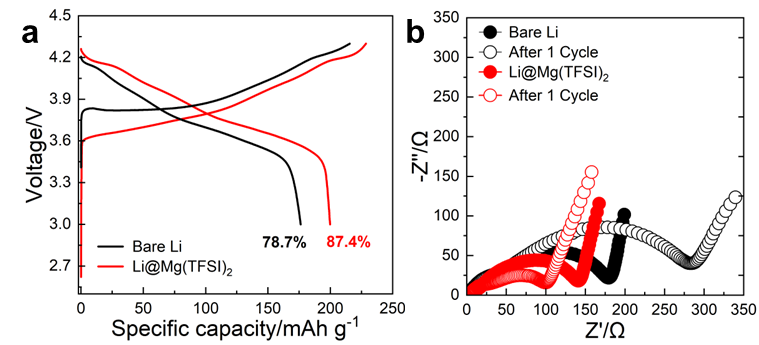 a
Voltage/V
4.5
4.2
3.9
3.6
3.3
3.0
2.7
Bare Li
Li@Mg(TFSI)2
78.7%
87.4%
0
50
100
150
200
250
Specific capacity/mAh g-1
b
-Z''/Ω
350
300
250
200
150
100
50
0
Bare Li
After 1 Cycle
Li@Mg(TFSI)2
After 1 Cycle
0
50
100
150
200
250
300
350
Z'/Ω